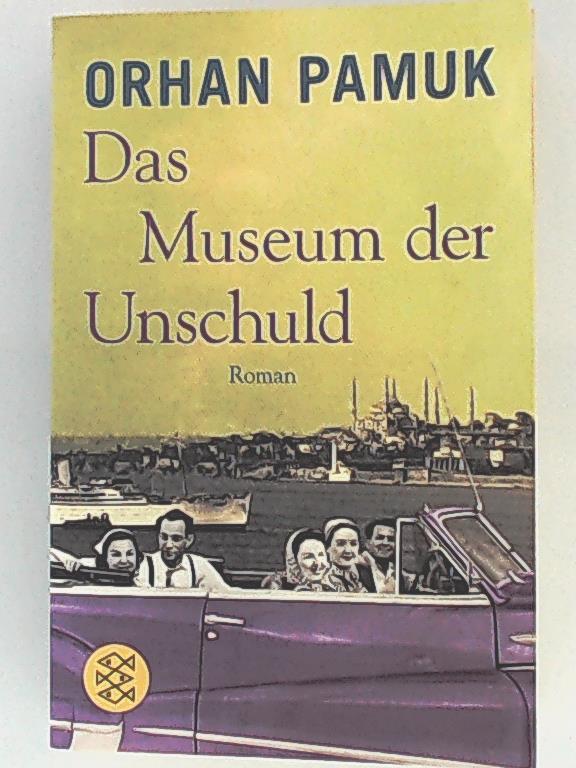 ORHAN PAMUK
Das
Museum der
Unschuld
Roman